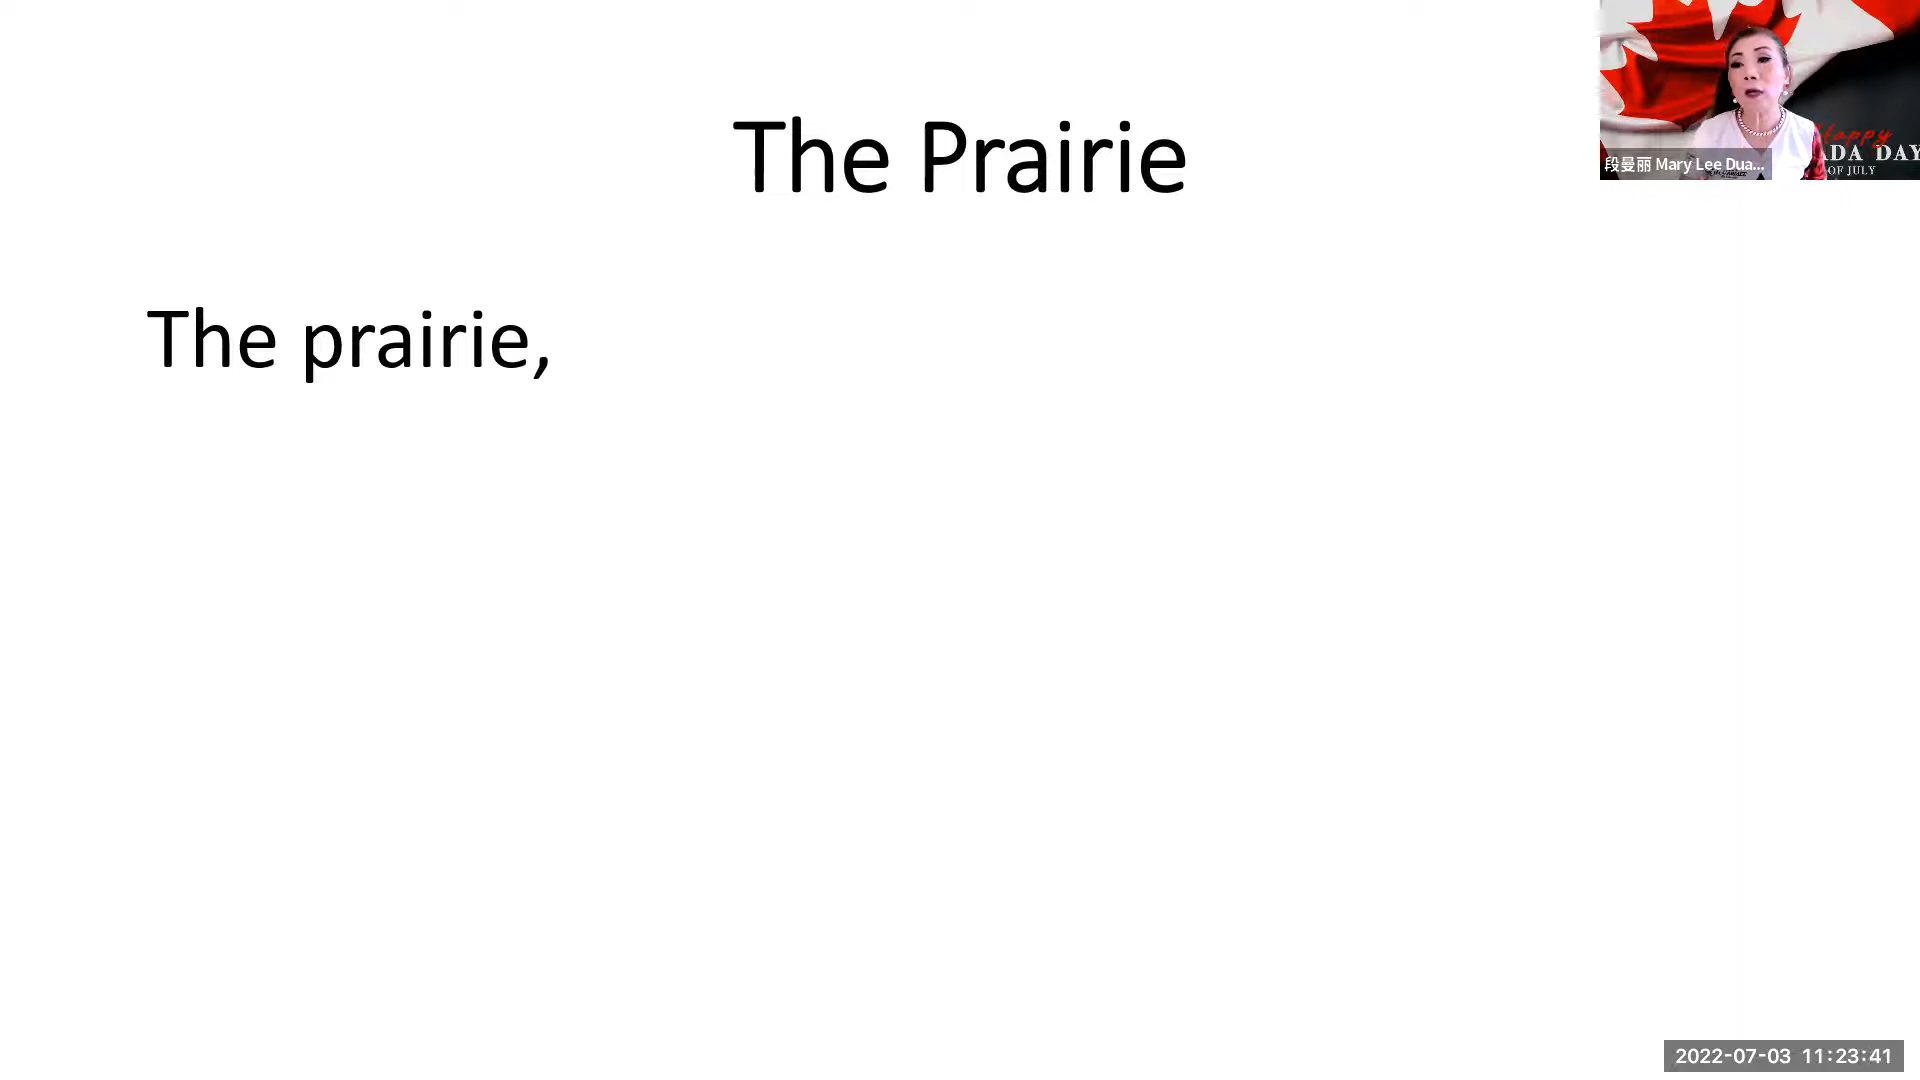 The Prairie
The prairie,
Happy
ADA DAY
OF JULY
段曼丽 Mary Lee Dua...
2022-07-03 11:23:41